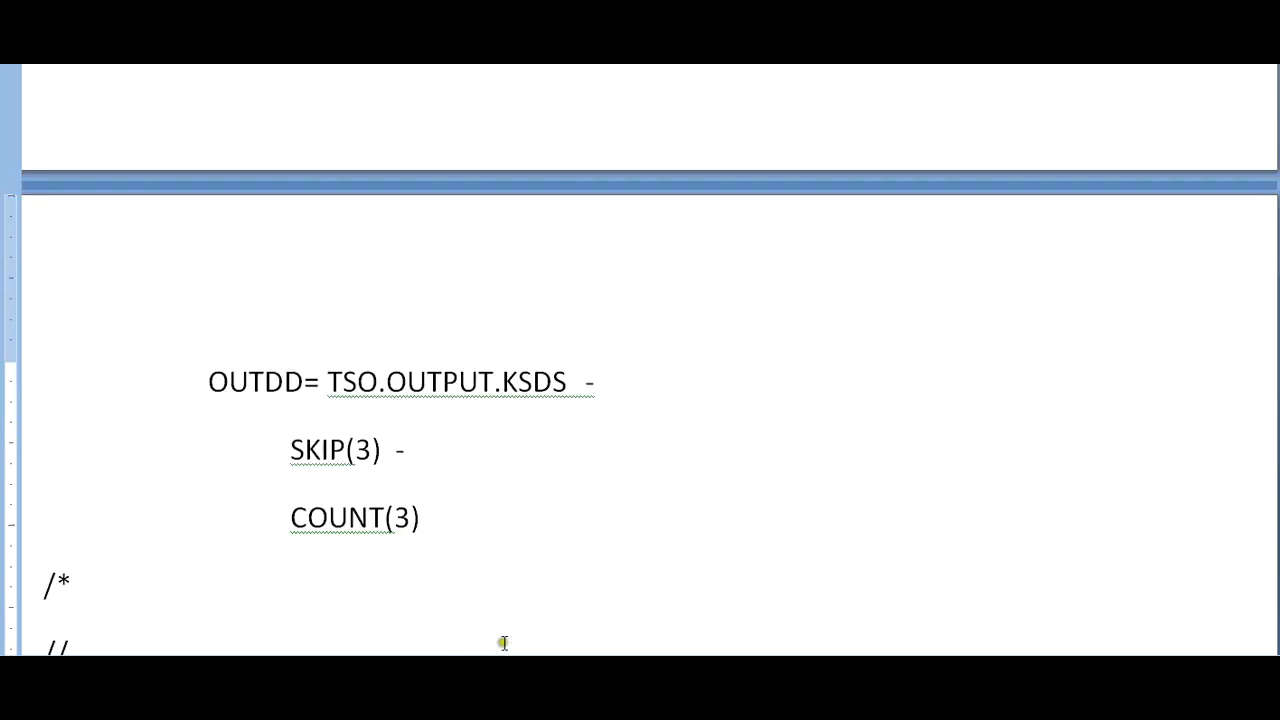 OUTDD= TSO.OUTPUT.KSDS -
SKIP(3) -
COUNT(3)
/*
//